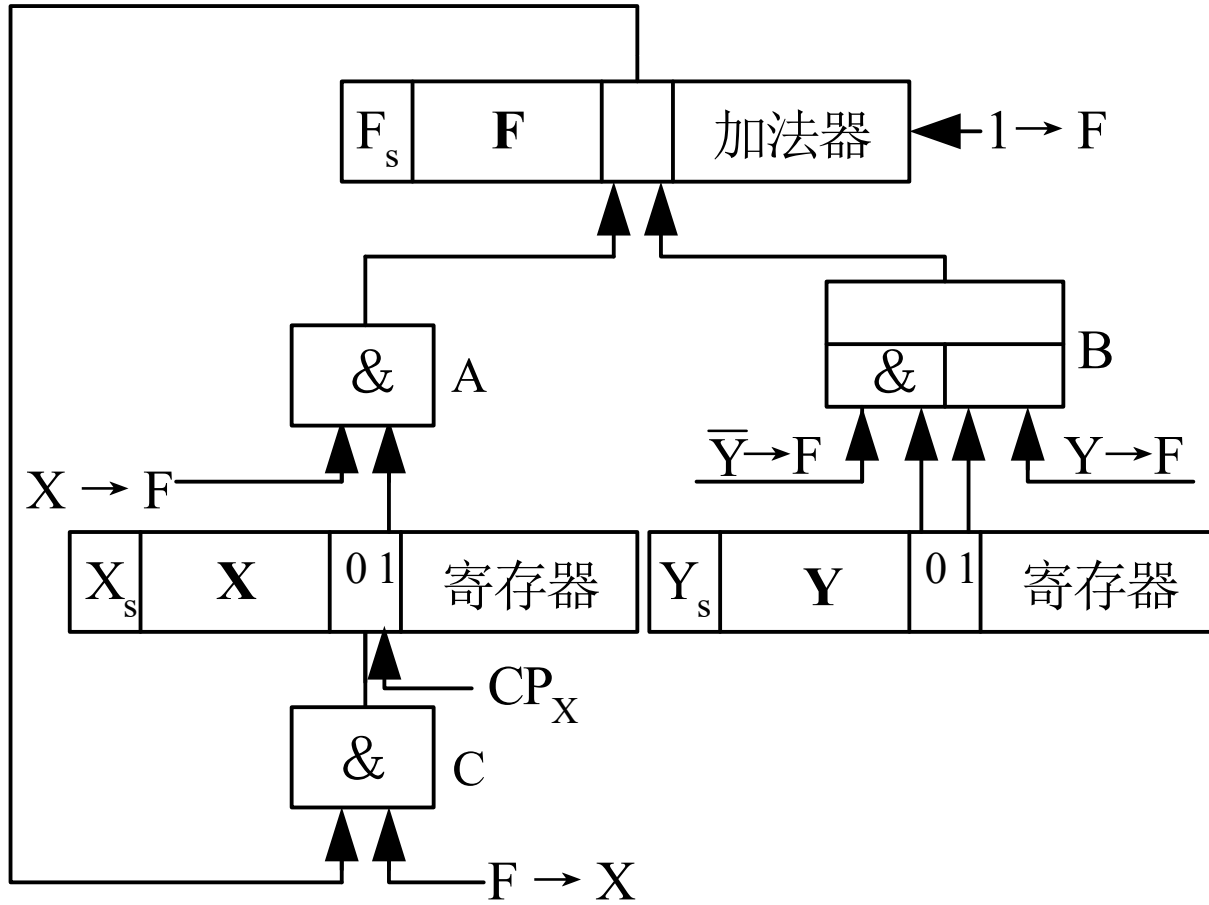 Fs F 加法器 1 → F
& A
& B
X → F
Y̅→F Y→F
Xs X 0 1 寄存器
Ys Y 0 1 寄存器
CPX
& C
F → X